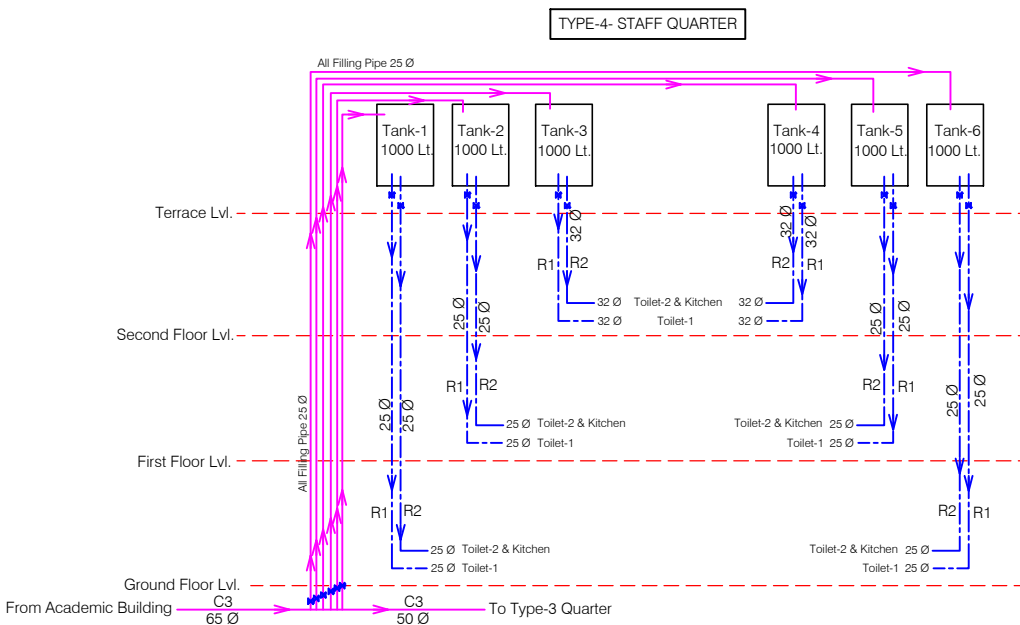 TYPE-4- STAFF QUARTER
All Filling Pipe 25 Ø
Tank-1
1000 Lt.
Tank-2
1000 Lt.
Tank-3
1000 Lt.
Tank-4
1000 Lt.
Tank-5
1000 Lt.
Tank-6
1000 Lt.
Terrace Lvl.
32 Ø
32 Ø
32 Ø
R1
R2
R2
R1
32 Ø Toilet-2 & Kitchen 32 Ø
32 Ø Toilet-1 32 Ø
25 Ø
25 Ø
25 Ø
25 Ø
Second Floor Lvl.
R1
R2
R2
R1
25 Ø
25 Ø
25 Ø
25 Ø
25 Ø Toilet-2 & Kitchen
Toilet-2 & Kitchen 25 Ø
25 Ø Toilet-1
Toilet-1 25 Ø
All Filling Pipe 25 Ø
First Floor Lvl.
R1
R2
R2
R1
25 Ø Toilet-2 & Kitchen
Toilet-2 & Kitchen 25 Ø
25 Ø Toilet-1
Toilet-1 25 Ø
Ground Floor Lvl.
From Academic Building
C3
65 Ø
C3
50 Ø
To Type-3 Quarter